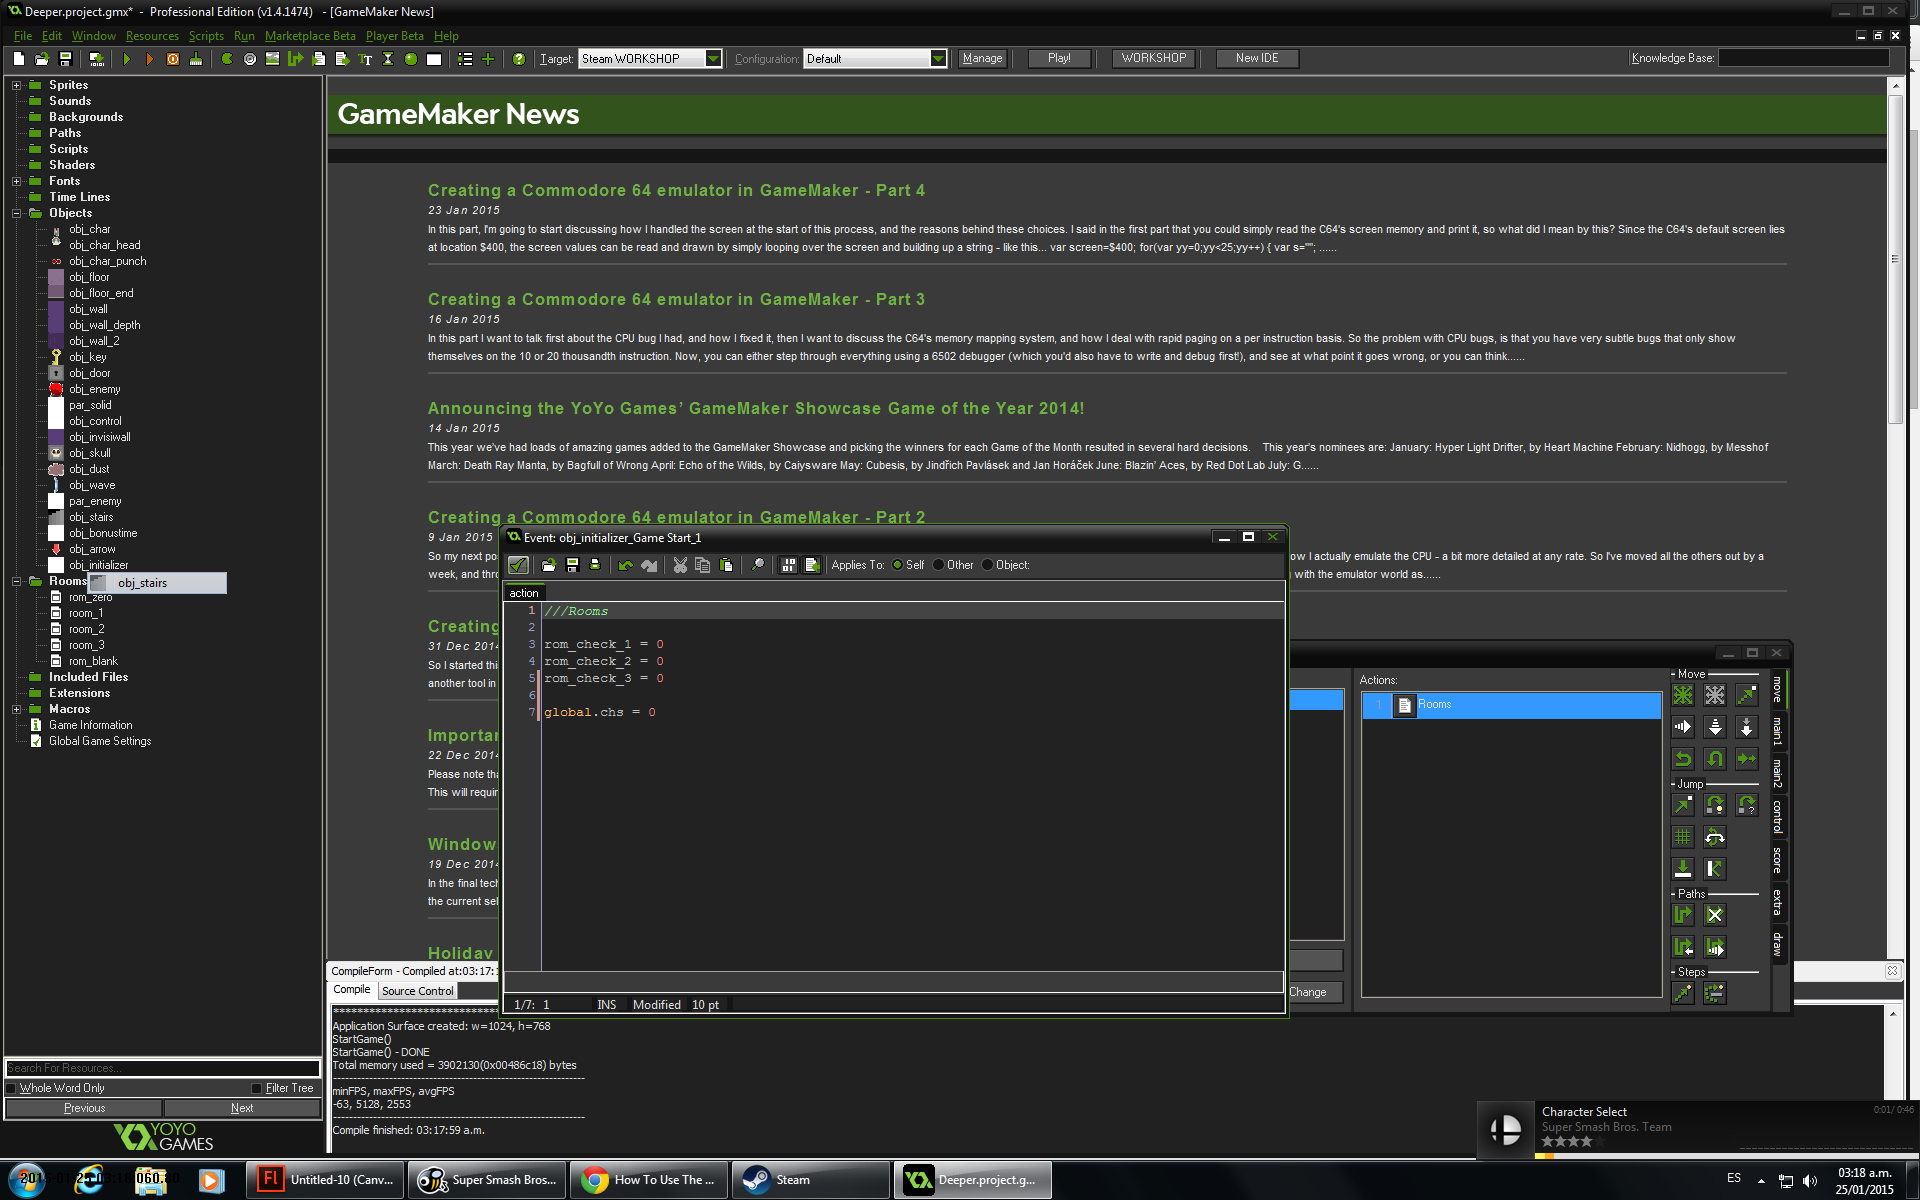 Deeper.project.gmx* - Professional Edition (v1.4.1474) - [GameMaker News]
File Edit Window Resources Scripts Run Marketplace Beta Player Beta Help
Target: Steam WORKSHOP Configuration: Default Manage Play! WORKSHOP New IDE Knowledge Base:
Sprites
Sounds
Backgrounds
Paths
Scripts
Shaders
Fonts
Time Lines
Objects
obj_char
obj_char_head
obj_char_punch
obj_floor
obj_floor_end
obj_wall
obj_wall_depth
obj_wall_2
obj_key
obj_door
obj_enemy
par_solid
obj_control
obj_invisiwall
obj_skull
obj_dust
obj_wave
par_enemy
obj_stairs
obj_bonustime
obj_arrow
obj_initializer
Rooms
obj_stairs
rom_zero
room_1
room_2
room_3
rom_blank
Included Files
Extensions
Macros
Game Information
Global Game Settings
Search For Resources...
Whole Word Only Filter Tree
Previous Next
YOYO
GAMES
GameMaker News
Creating a Commodore 64 emulator in GameMaker - Part 4
23 Jan 2015
In this part, I'm going to start discussing how I handled the screen at the start of this process, and the reasons behind these choices. I said in the first part that you could simply read the C64's screen memory and print it, so what did I mean by this? Since the C64's default screen lies
at location $400, the screen values can be read and drawn by simply looping over the screen and building up a string - like this... var screen=$400; for(var yy=0;yy<25;yy++) { var s=""; ......
Creating a Commodore 64 emulator in GameMaker - Part 3
16 Jan 2015
In this part I want to talk first about the CPU bug I had, and how I fixed it, then I want to discuss the C64's memory mapping system, and how I deal with rapid paging on a per instruction basis. So the problem with CPU bugs, is that you have very subtle bugs that only show
themselves on the 10 or 20 thousandth instruction. Now, you can either step through everything using a 6502 debugger (which you'd also have to write and debug first!), and see at what point it goes wrong, or you can think......
Announcing the YoYo Games' GameMaker Showcase Game of the Year 2014!
14 Jan 2015
This year we've had loads of amazing games added to the GameMaker Showcase and picking the winners for each Game of the Month resulted in several hard decisions. This year's nominees are: January: Hyper Light Drifter, by Heart Machine February: Nidhogg, by Messhof
March: Death Ray Manta, by Bagfull of Wrong April: Echo of the Wilds, by Caiysware May: Cubesis, by Jindřich Pavlásek and Jan Horáček June: Blazin' Aces, by Red Dot Lab July: G......
Creating a Commodore 64 emulator in GameMaker - Part 2
9 Jan 2015
So my next po ow I actually emulate the CPU - a bit more detailed at any rate. So I've moved all the others out by a
week, and thro with the emulator world as......
Creating
31 Dec 2014
So I started thi
another tool in
Importan
22 Dec 2014
Please note tha
This will requir
Window
19 Dec 2014
In the final tech
the current sel
Holiday
Event: obj_initializer_Game Start_1
Applies To: Self Other Object:
action
1 ///Rooms
2
3 rom_check_1 = 0
4 rom_check_2 = 0
5 rom_check_3 = 0
6
7 global.chs = 0
1/7: 1 INS Modified 10 pt
Actions:
1 Rooms
Change
Move
Jump
Paths
Steps
move
main1
main2
control
score
extra
draw
CompileForm - Compiled at:03:17:
Compile Source Control
Application Surface created: w=1024, h=768
StartGame()
StartGame() - DONE
Total memory used = 3902130(0x00486c18) bytes
minFPS, maxFPS, avgFPS
-63, 5128, 2553
Compile finished: 03:17:59 a.m.
Character Select 0:01/ 0:46
Super Smash Bros. Team
Untitled-10 (Canv... Super Smash Bros... How To Use The ... Steam Deeper.project.g...
ES 03:18 a.m.
25/01/2015